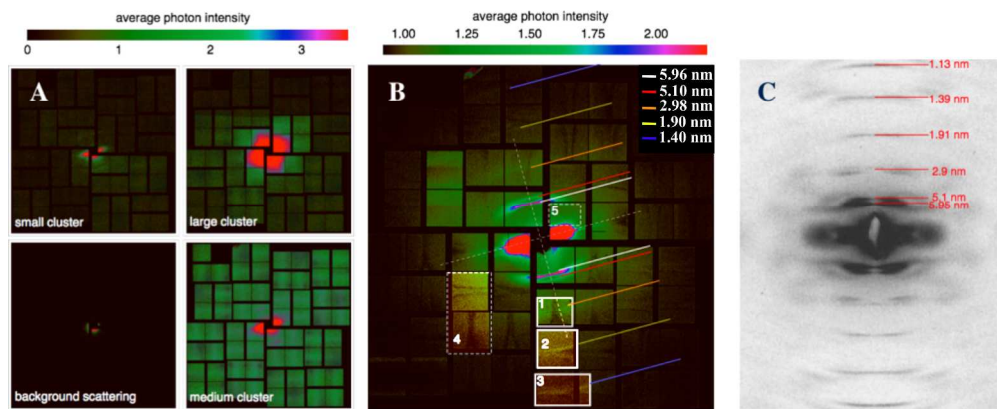 average photon intensity
0 1 2 3
A
small cluster
large cluster
background scattering
medium cluster
average photon intensity
1.00 1.25 1.50 1.75 2.00
B
5.96 nm
5.10 nm
2.98 nm
1.90 nm
1.40 nm
5
1
4
2
3
C
1.13 nm
1.39 nm
1.91 nm
2.9 nm
5.1 nm